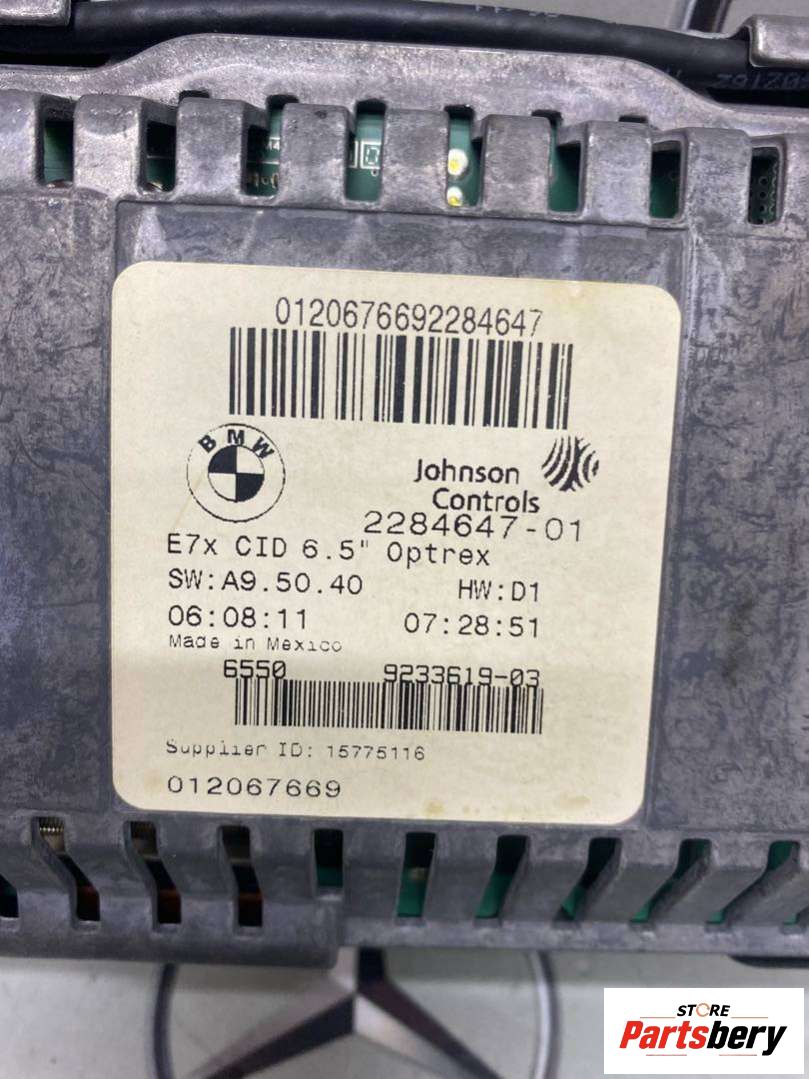 0120676692284647
BMW
Johnson
Controls
2284647-01
E7x CID 6.5" Optrex
SW:A9.50.40 HW:D1
06:08:11 07:28:51
Made in Mexico
6550 9233619-03
Supplier ID: 15775116
012067669
STORE
Partsbery